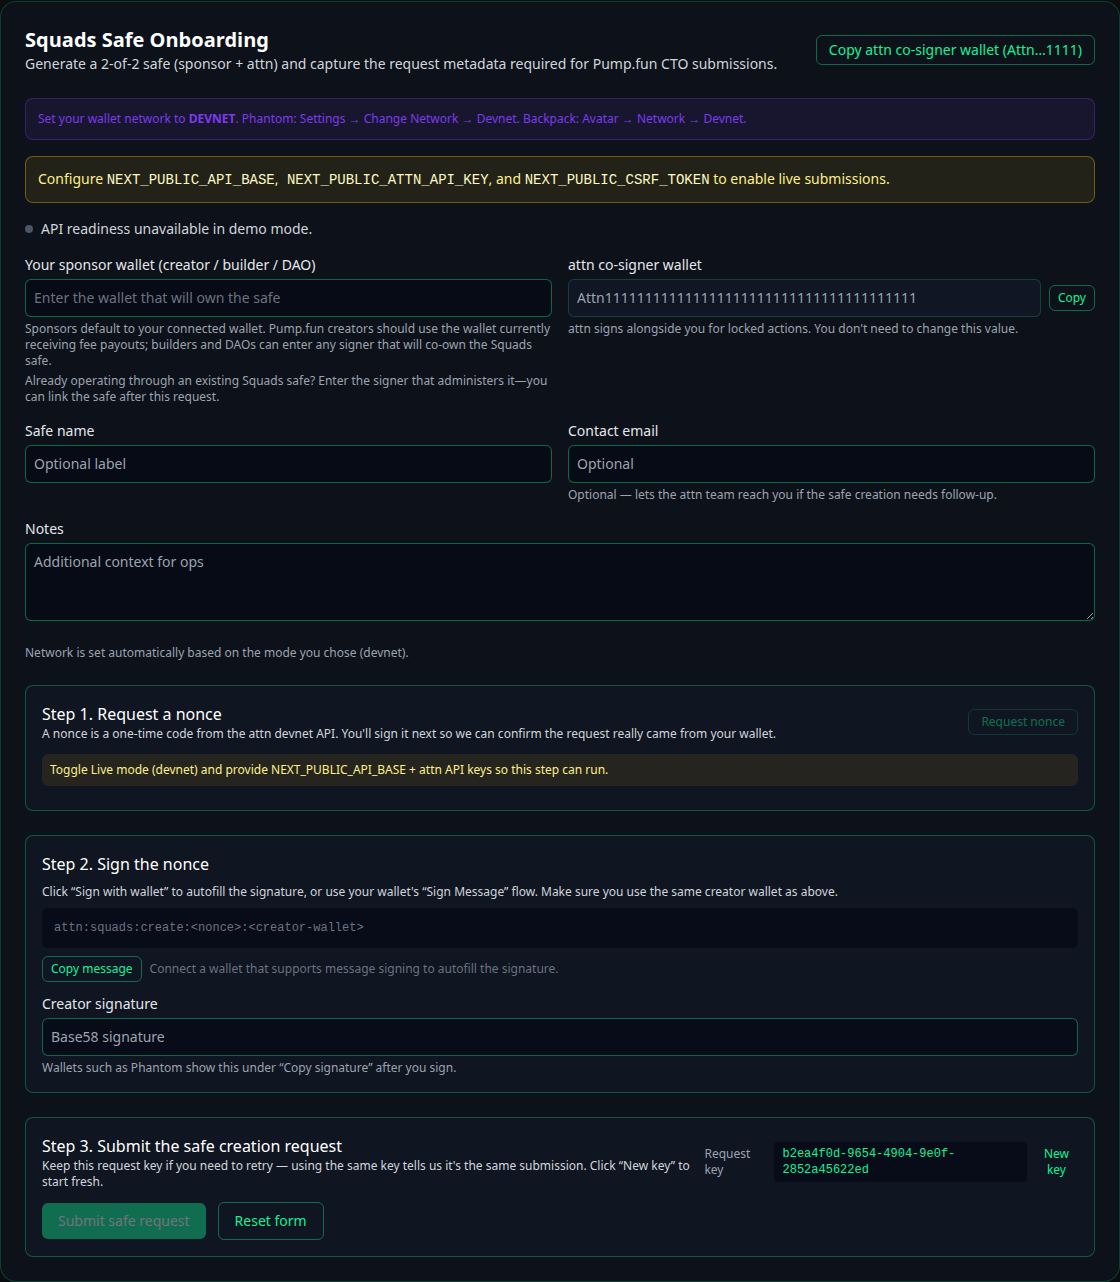 Squads Safe Onboarding
Generate a 2-of-2 safe (sponsor + attn) and capture the request metadata required for Pump.fun CTO submissions.
Copy attn co-signer wallet (Attn…1111)
Set your wallet network to DEVNET. Phantom: Settings → Change Network → Devnet. Backpack: Avatar → Network → Devnet.
Configure NEXT_PUBLIC_API_BASE, NEXT_PUBLIC_ATTN_API_KEY, and NEXT_PUBLIC_CSRF_TOKEN to enable live submissions.
API readiness unavailable in demo mode.
Your sponsor wallet (creator / builder / DAO)
Enter the wallet that will own the safe
Sponsors default to your connected wallet. Pump.fun creators should use the wallet currently
receiving fee payouts; builders and DAOs can enter any signer that will co-own the Squads
safe.
Already operating through an existing Squads safe? Enter the signer that administers it—you
can link the safe after this request.
attn co-signer wallet
Attn1111111111111111111111111111111111111111
Copy
attn signs alongside you for locked actions. You don't need to change this value.
Safe name
Optional label
Contact email
Optional
Optional — lets the attn team reach you if the safe creation needs follow-up.
Notes
Additional context for ops
Network is set automatically based on the mode you chose (devnet).
Step 1. Request a nonce
A nonce is a one-time code from the attn devnet API. You'll sign it next so we can confirm the request really came from your wallet.
Request nonce
Toggle Live mode (devnet) and provide NEXT_PUBLIC_API_BASE + attn API keys so this step can run.
Step 2. Sign the nonce
Click “Sign with wallet” to autofill the signature, or use your wallet's “Sign Message” flow. Make sure you use the same creator wallet as above.
attn:squads:create:<nonce>:<creator-wallet>
Copy message
Connect a wallet that supports message signing to autofill the signature.
Creator signature
Base58 signature
Wallets such as Phantom show this under “Copy signature” after you sign.
Step 3. Submit the safe creation request
Keep this request key if you need to retry — using the same key tells us it's the same submission. Click “New key” to
start fresh.
Request
key
b2ea4f0d-9654-4904-9e0f-
2852a45622ed
New
key
Submit safe request
Reset form